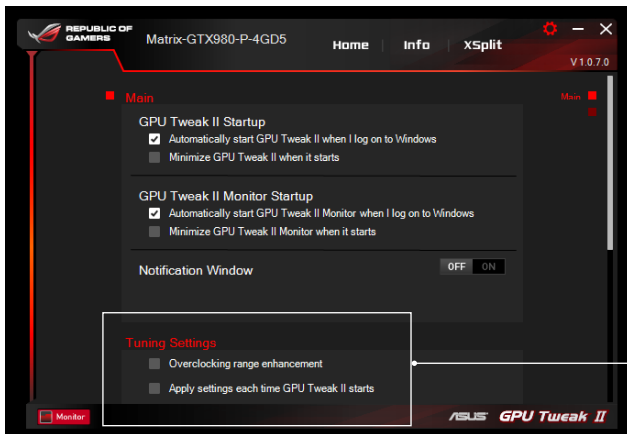 REPUBLIC OF
GAMERS
Matrix-GTX980-P-4GD5
Home
Info
XSplit
V 1.0.7.0
Main
Main
GPU Tweak II Startup
Automatically start GPU Tweak II when I log on to Windows
Minimize GPU Tweak II when it starts
GPU Tweak II Monitor Startup
Automatically start GPU Tweak II Monitor when I log on to Windows
Minimize GPU Tweak II Monitor when it starts
Notification Window
OFF ON
Tuning Settings
Overclocking range enhancement
Apply settings each time GPU Tweak II starts
Monitor
ASUS GPU Tweak II